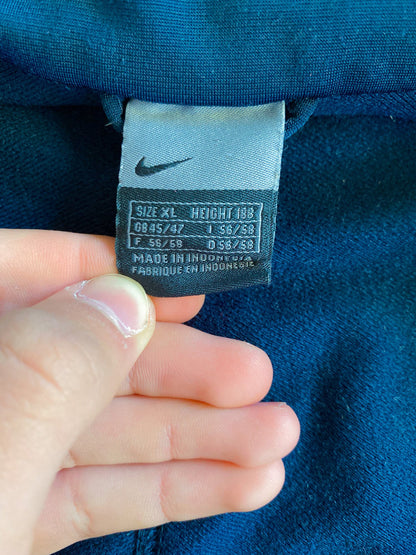 SIZE XL HEIGHT 188
GB 45/47 I 56/58
F 56/58 D 56/58
MADE IN INDONESIA
FABRIQUE EN INDONESIE